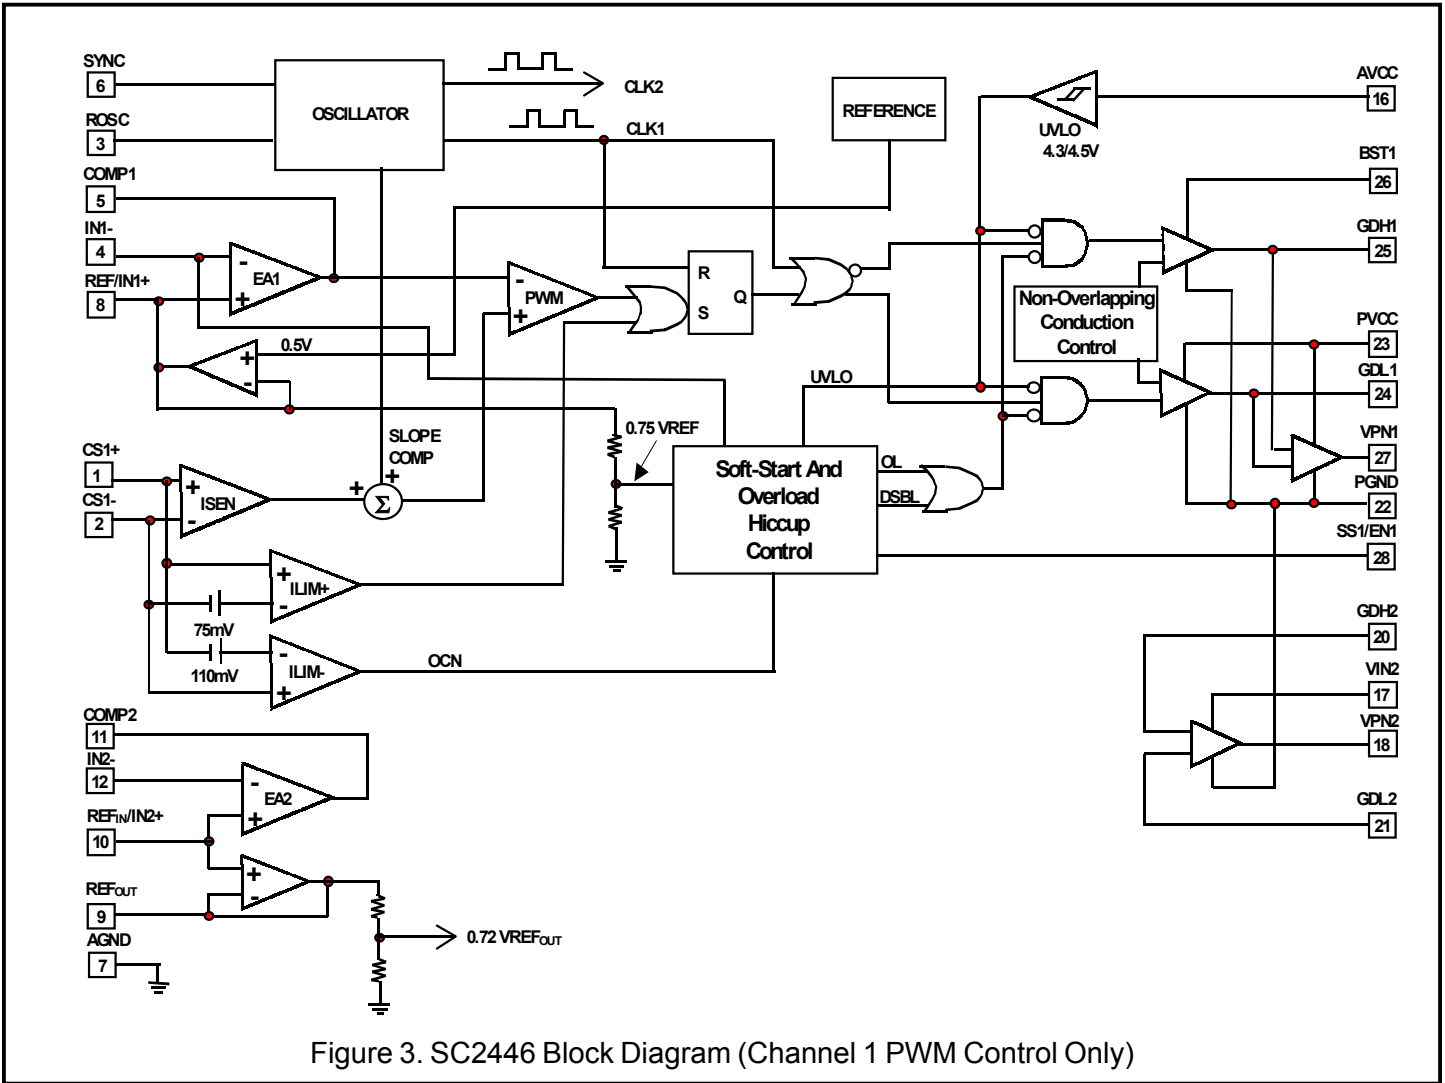 SYNC
6
ROSC
3
COMP1
5
IN1-
4
REF/IN1+
8
OSCILLATOR
CLK2
CLK1
REFERENCE
UVLO
4.3/4.5V
AVCC
16
BST1
26
GDH1
25
PVCC
23
GDL1
24
VPN1
27
PGND
22
SS1/EN1
28
-
EA1
+
-
PWM
+
R
S
Q
Non-Overlapping
Conduction
Control
0.5V
+
-
UVLO
0.75 VREF
SLOPE
COMP
+
+
Σ
CS1+
1
CS1-
2
+
ISEN
-
Soft-Start And
Overload
Hiccup
Control
OL
DSBL
+
ILIM+
-
75mV
-
ILIM-
+
110mV
OCN
GDH2
20
VIN2
17
VPN2
18
GDL2
21
COMP2
11
IN2-
12
REFIN/IN2+
10
-
EA2
+
+
-
REFOUT
9
AGND
7
0.72 VREFOUT
Figure 3. SC2446 Block Diagram (Channel 1 PWM Control Only)